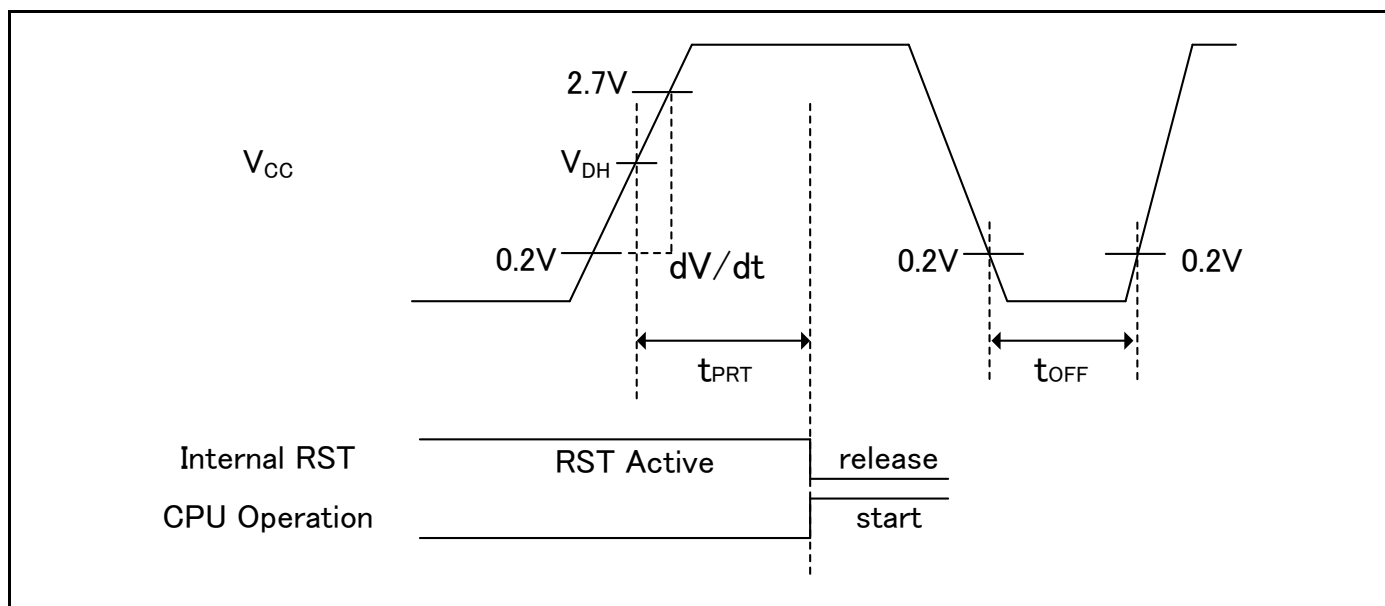 2.7V
VCC
VDH
0.2V
dV/dt
0.2V
0.2V
tPRT
tOFF
Internal RST
RST Active
release
CPU Operation
start